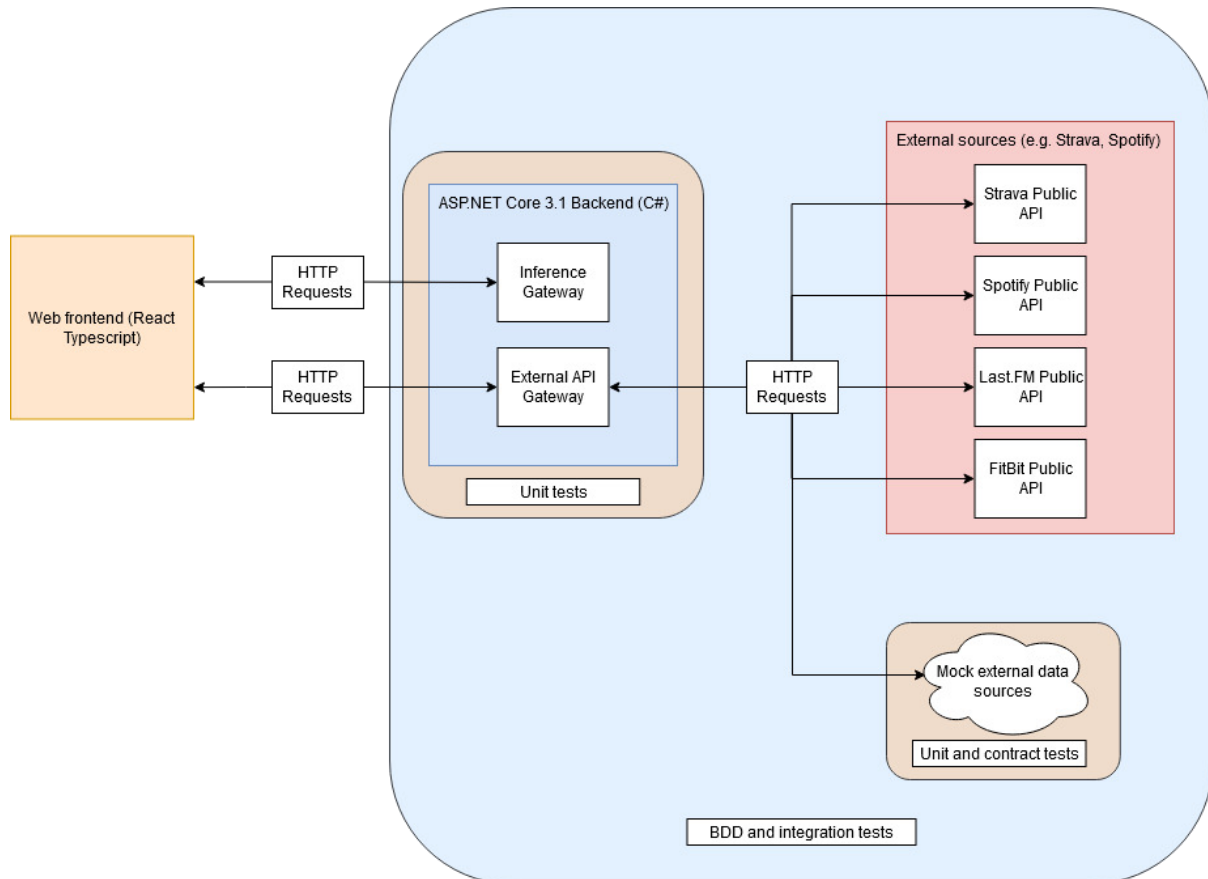 External sources (e.g. Strava, Spotify)
Strava Public
API
ASP.NET Core 3.1 Backend (C#)
HTTP
Requests
Inference
Gateway
Spotify Public
API
Web frontend (React
Typescript)
HTTP
Requests
External API
Gateway
HTTP
Requests
Last.FM Public
API
FitBit Public
API
Unit tests
Mock external data
sources
Unit and contract tests
BDD and integration tests